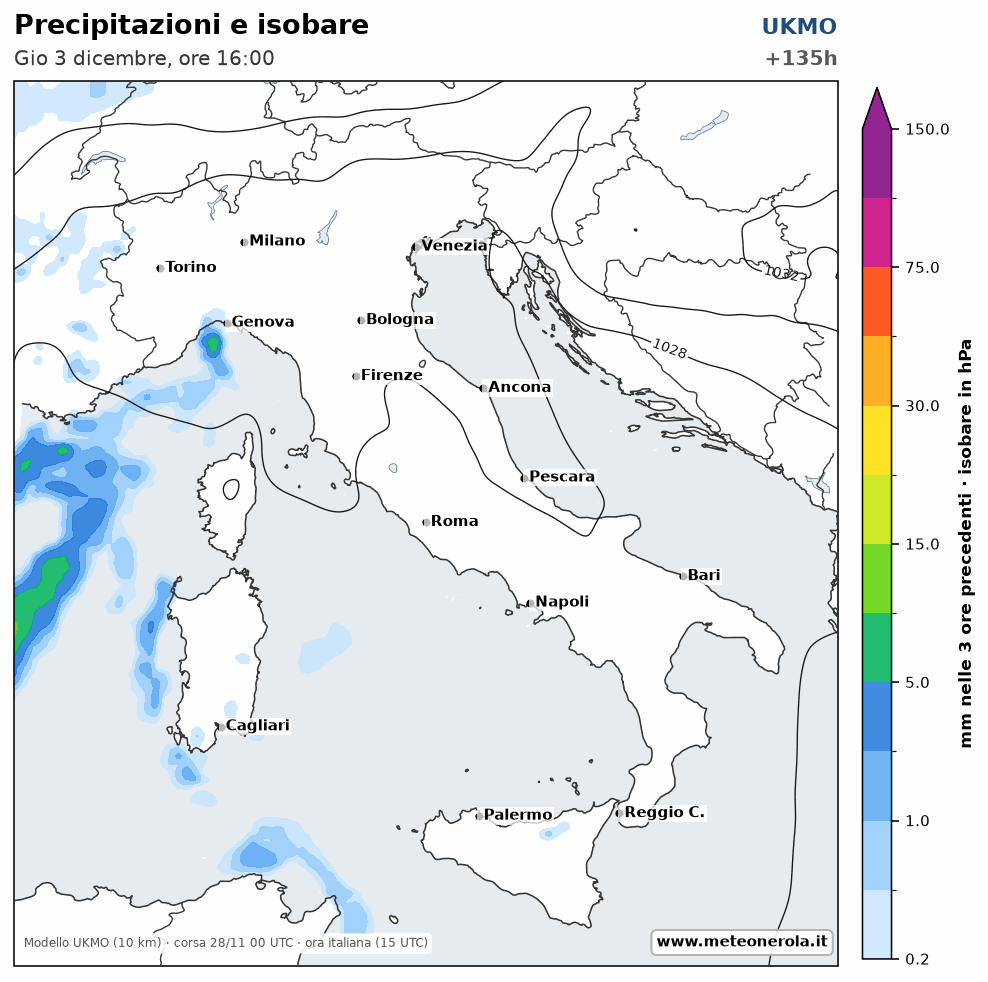 Precipitazioni e isobare
UKMO
Gio 3 dicembre, ore 16:00
+135h
150.0
75.0
30.0
15.0
5.0
1.0
0.2
mm nelle 3 ore precedenti · isobare in hPa
Milano
Venezia
Torino
1032
Genova
Bologna
1028
Firenze
Ancona
Pescara
Roma
Bari
Napoli
Cagliari
Palermo
Reggio C.
Modello UKMO (10 km) · corsa 28/11 00 UTC · ora italiana (15 UTC)
www.meteonerola.it